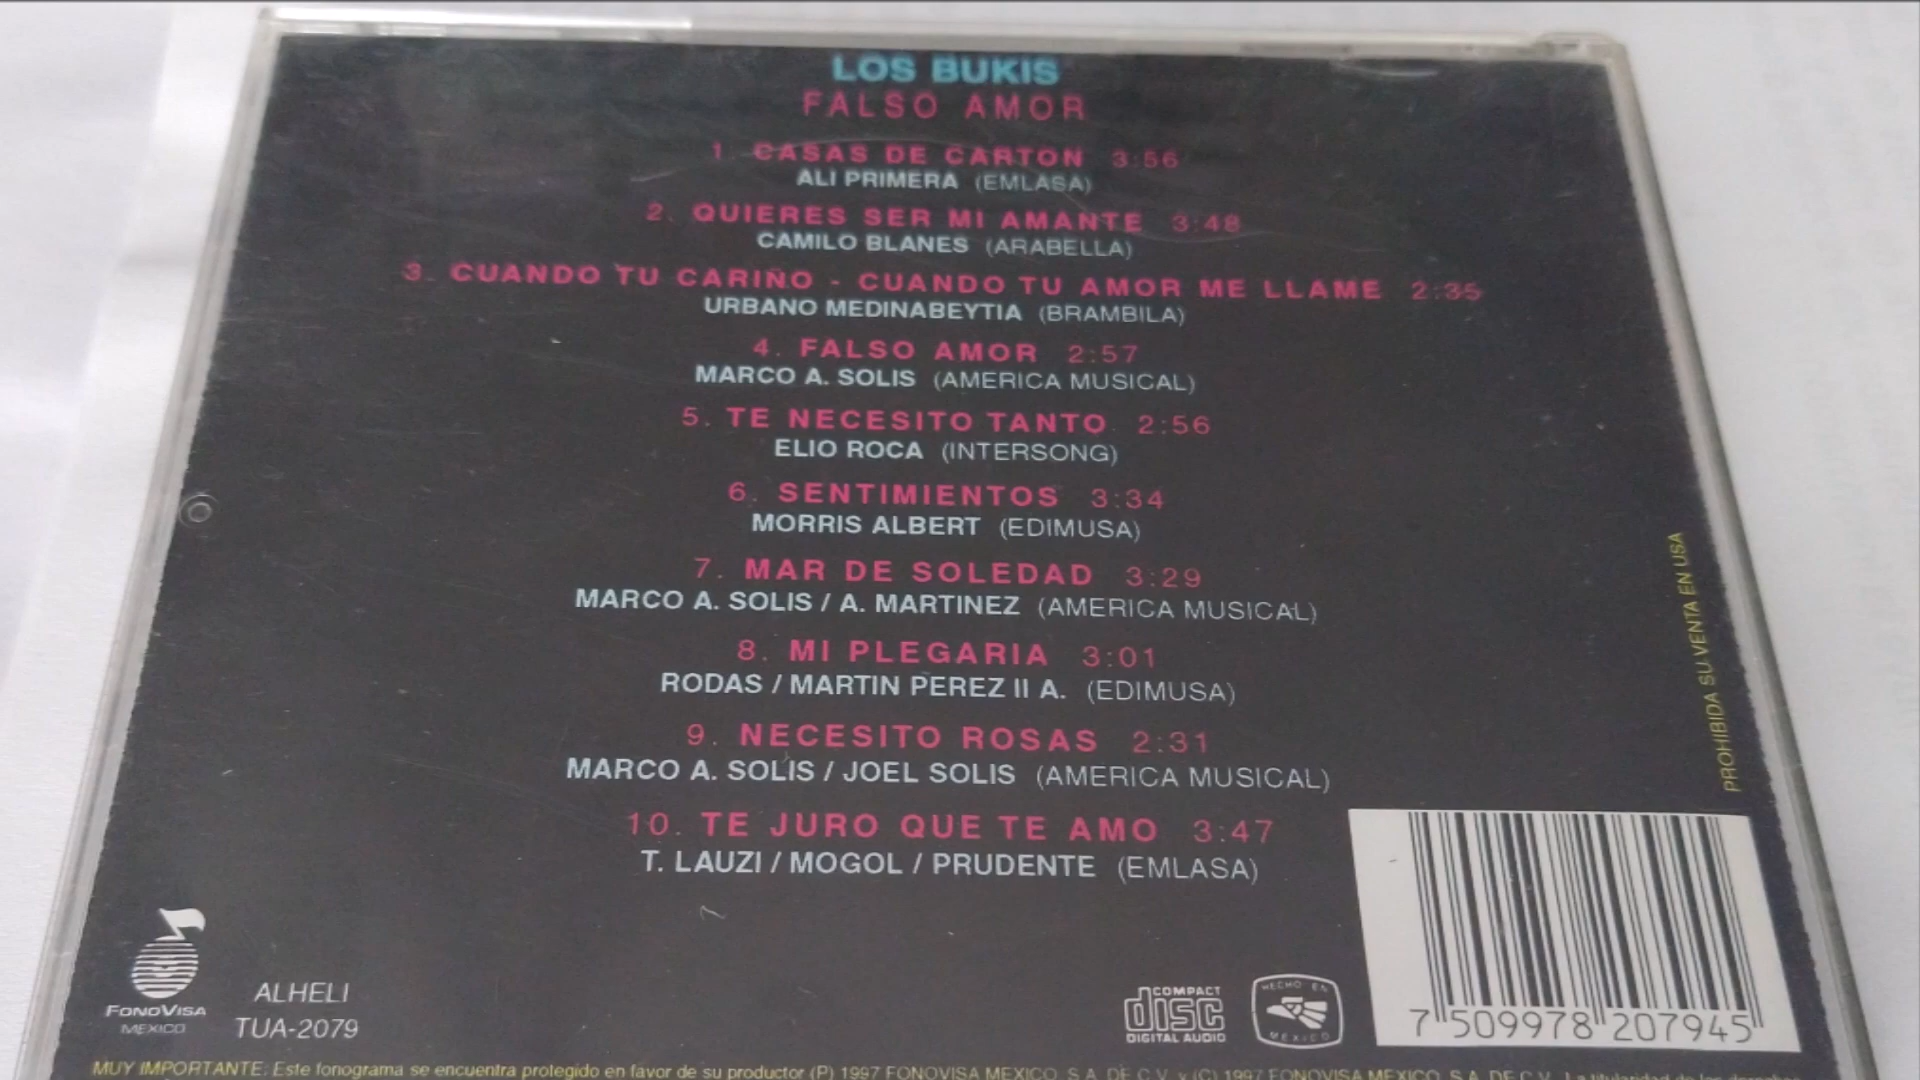 LOS BUKIS
FALSO AMOR
1. CASAS DE CARTON 3:56
ALI PRIMERA (EMLASA)
2. QUIERES SER MI AMANTE 3:48
CAMILO BLANES (ARABELLA)
3. CUANDO TU CARIÑO - CUANDO TU AMOR ME LLAME 2:35
URBANO MEDINABEYTIA (BRAMBILA)
4. FALSO AMOR 2:57
MARCO A. SOLIS (AMERICA MUSICAL)
5. TE NECESITO TANTO 2:56
ELIO ROCA (INTERSONG)
6. SENTIMIENTOS 3:34
MORRIS ALBERT (EDIMUSA)
7. MAR DE SOLEDAD 3:29
MARCO A. SOLIS / A. MARTINEZ (AMERICA MUSICAL)
8. MI PLEGARIA 3:01
RODAS / MARTIN PEREZ II A. (EDIMUSA)
9. NECESITO ROSAS 2:31
MARCO A. SOLIS / JOEL SOLIS (AMERICA MUSICAL)
10. TE JURO QUE TE AMO 3:47
T. LAUZI / MOGOL / PRUDENTE (EMLASA)
PROHIBIDA SU VENTA EN USA
FONOVISA
MEXICO
ALHELI
TUA-2079
COMPACT
disc
DIGITAL AUDIO
HECHO EN
MEXICO
7 509978 207945
MUY IMPORTANTE: Este fonograma se encuentra protegido en favor de su productor (P) 1997 FONOVISA MEXICO, S.A. DE C.V. y (C) 1997 FONOVISA MEXICO, S.A. DE C.V. La titularidad de los derechos